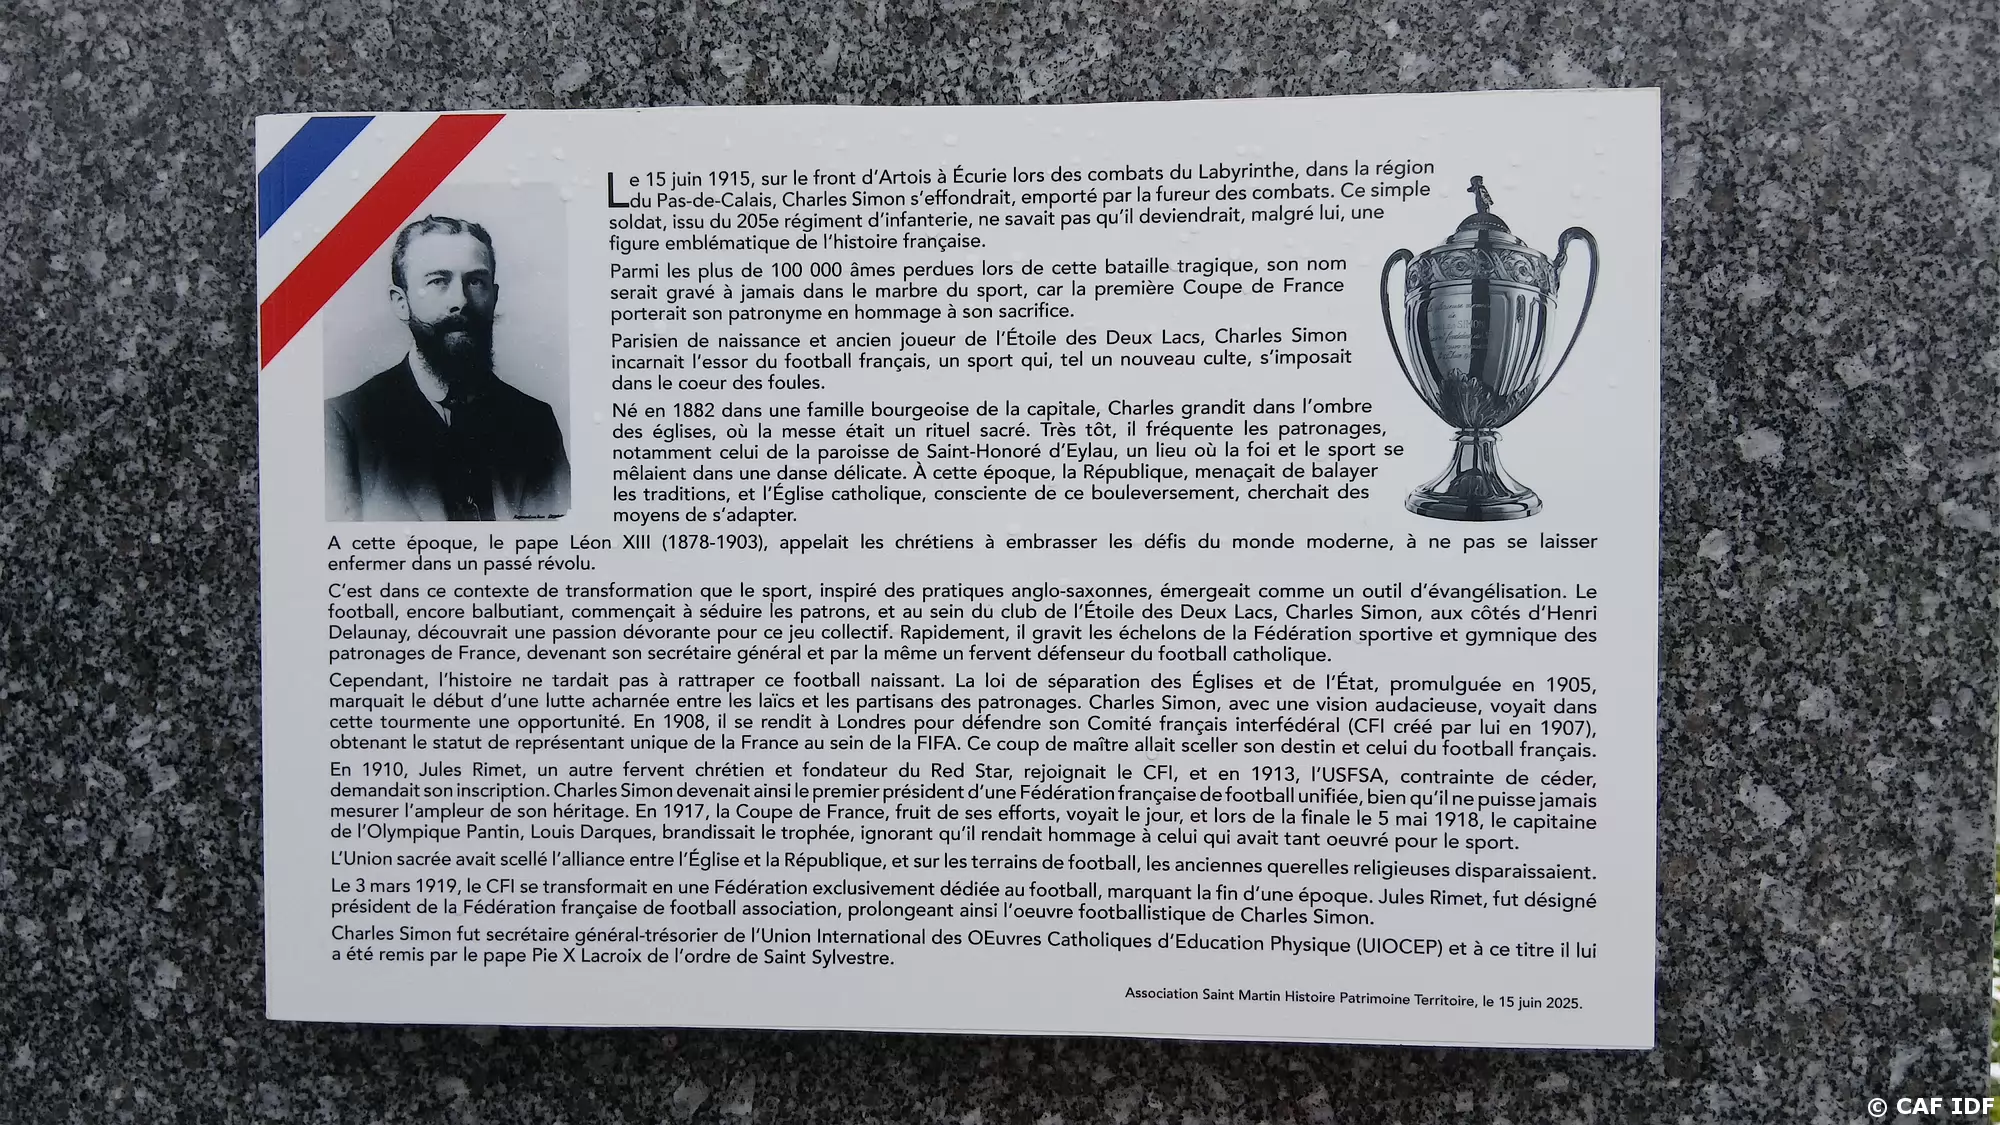 Le 15 juin 1915, sur le front d’Artois à Écurie lors des combats du Labyrinthe, dans la région
du Pas-de-Calais, Charles Simon s’effondrait, emporté par la fureur des combats. Ce simple
soldat, issu du 205e régiment d’infanterie, ne savait pas qu’il deviendrait, malgré lui, une
figure emblématique de l’histoire française.
Parmi les plus de 100 000 âmes perdues lors de cette bataille tragique, son nom
serait gravé à jamais dans le marbre du sport, car la première Coupe de France
porterait son patronyme en hommage à son sacrifice.
Parisien de naissance et ancien joueur de l’Étoile des Deux Lacs, Charles Simon
incarnait l’essor du football français, un sport qui, tel un nouveau culte, s’imposait
dans le coeur des foules.
Né en 1882 dans une famille bourgeoise de la capitale, Charles grandit dans l’ombre
des églises, où la messe était un rituel sacré. Très tôt, il fréquente les patronages,
notamment celui de la paroisse de Saint-Honoré d’Eylau, un lieu où la foi et le sport se
mêlaient dans une danse délicate. À cette époque, la République, menaçait de balayer
les traditions, et l’Église catholique, consciente de ce bouleversement, cherchait des
moyens de s’adapter.
A cette époque, le pape Léon XIII (1878-1903), appelait les chrétiens à embrasser les défis du monde moderne, à ne pas se laisser
enfermer dans un passé révolu.
C’est dans ce contexte de transformation que le sport, inspiré des pratiques anglo-saxonnes, émergeait comme un outil d’évangélisation. Le
football, encore balbutiant, commençait à séduire les patrons, et au sein du club de l’Étoile des Deux Lacs, Charles Simon, aux côtés d’Henri
Delaunay, découvrait une passion dévorante pour ce jeu collectif. Rapidement, il gravit les échelons de la Fédération sportive et gymnique des
patronages de France, devenant son secrétaire général et par la même un fervent défenseur du football catholique.
Cependant, l’histoire ne tardait pas à rattraper ce football naissant. La loi de séparation des Églises et de l’État, promulguée en 1905,
marquait le début d’une lutte acharnée entre les laïcs et les partisans des patronages. Charles Simon, avec une vision audacieuse, voyait dans
cette tourmente une opportunité. En 1908, il se rendit à Londres pour défendre son Comité français interfédéral (CFI créé par lui en 1907),
obtenant le statut de représentant unique de la France au sein de la FIFA. Ce coup de maître allait sceller son destin et celui du football français.
En 1910, Jules Rimet, un autre fervent chrétien et fondateur du Red Star, rejoignait le CFI, et en 1913, l’USFSA, contrainte de céder,
demandait son inscription. Charles Simon devenait ainsi le premier président d’une Fédération française de football unifiée, bien qu’il ne puisse jamais
mesurer l’ampleur de son héritage. En 1917, la Coupe de France, fruit de ses efforts, voyait le jour, et lors de la finale le 5 mai 1918, le capitaine
de l’Olympique Pantin, Louis Darques, brandissait le trophée, ignorant qu’il rendait hommage à celui qui avait tant oeuvré pour le sport.
L’Union sacrée avait scellé l’alliance entre l’Église et la République, et sur les terrains de football, les anciennes querelles religieuses disparaissaient.
Le 3 mars 1919, le CFI se transformait en une Fédération exclusivement dédiée au football, marquant la fin d’une époque. Jules Rimet, fut désigné
président de la Fédération française de football association, prolongeant ainsi l’oeuvre footballistique de Charles Simon.
Charles Simon fut secrétaire général-trésorier de l’Union International des OEuvres Catholiques d’Education Physique (UIOCEP) et à ce titre il lui
a été remis par le pape Pie X Lacroix de l’ordre de Saint Sylvestre.
Association Saint Martin Histoire Patrimoine Territoire, le 15 juin 2025.
© CAF IDF